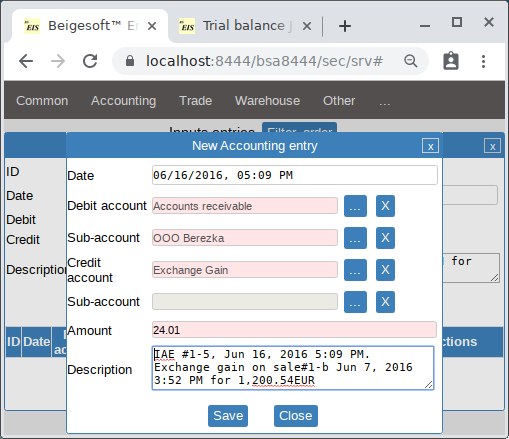 Beigesoft™ En
Trial balance
localhost:8444/bsa8444/sec/srv#
Common Accounting Trade Warehouse Other ...
Inputs entries Filter, order
New Accounting entry x x
ID
Date
Debit
Credit
Description
for
ID Date
Date 06/16/2016, 05:09 PM
Debit account Accounts receivable ... X
Sub-account OOO Berezka ... X
Credit account Exchange Gain ... X
Sub-account ... X
Amount 24.01
Description
IAE #1-5, Jun 16, 2016 5:09 PM.
Exchange gain on sale#1-b Jun 7, 2016
3:52 PM for 1,200.54EUR
Save Close